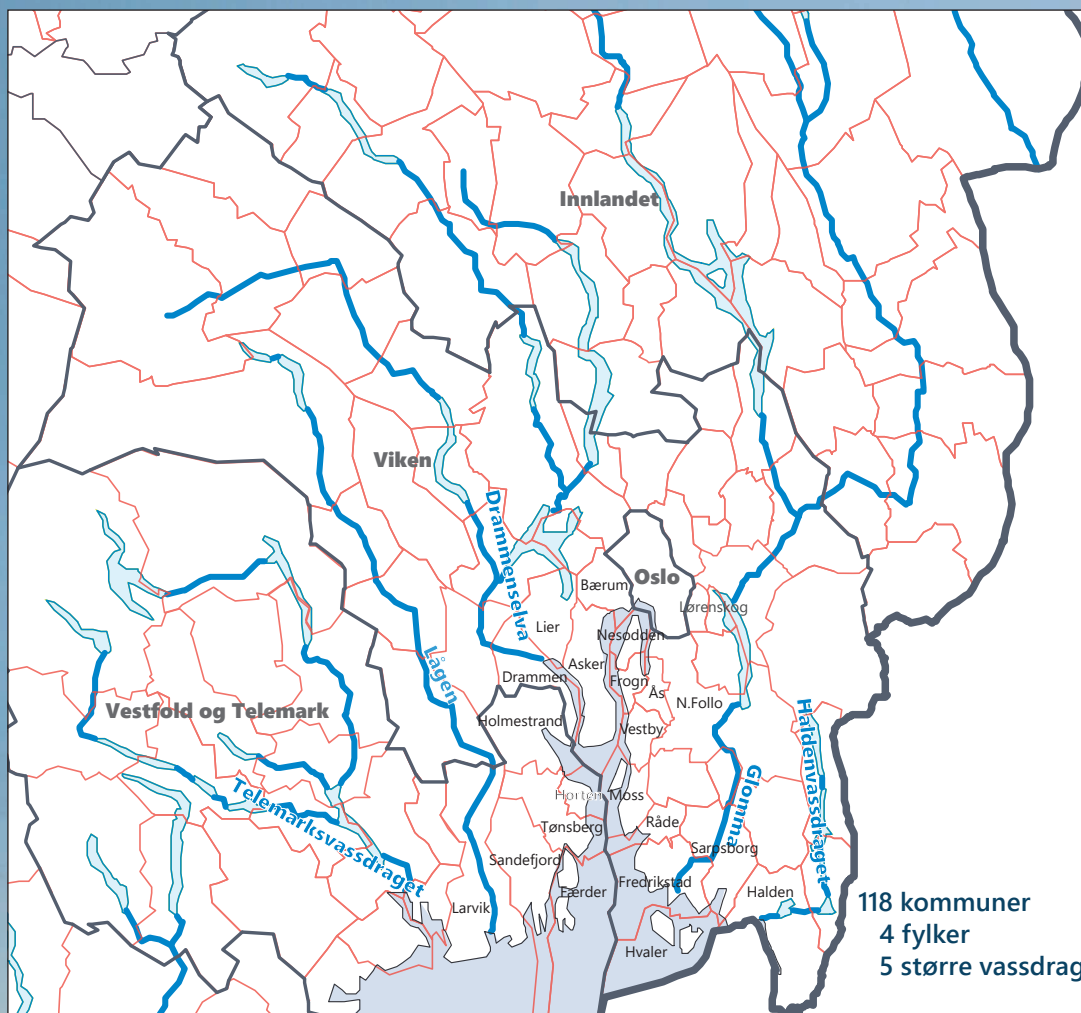 Innlandet
Viken
Drammenselva
Oslo
Bærum
Lørenskog
Lier
Nesodden
Lågen
Asker
Drammen
Frogn
Ås
N.Follo
Vestfold og Telemark
Holmestrand
Vestby
Haldenvassdraget
Glomma
Telemarksvassdraget
Horten
Moss
Tønsberg
Råde
Sarpsborg
Sandefjord
Færder
Fredrikstad
Halden
Larvik
Hvaler
118 kommuner
4 fylker
5 større vassdrag